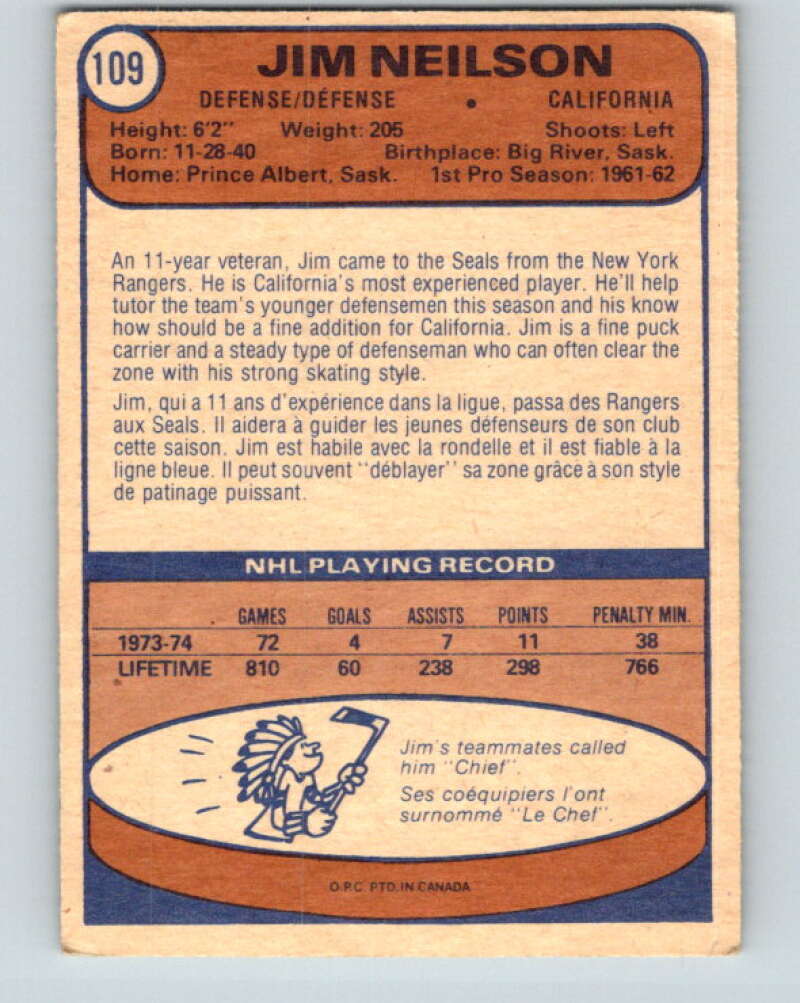 109
JIM NEILSON
DEFENSE/DÉFENSE • CALIFORNIA
Height: 6'2" Weight: 205 Shoots: Left
Born: 11-28-40 Birthplace: Big River, Sask.
Home: Prince Albert, Sask. 1st Pro Season: 1961-62
An 11-year veteran, Jim came to the Seals from the New York
Rangers. He is California's most experienced player. He'll help
tutor the team's younger defensemen this season and his know
how should be a fine addition for California. Jim is a fine puck
carrier and a steady type of defenseman who can often clear the
zone with his strong skating style.
Jim, qui a 11 ans d'expérience dans la ligue, passa des Rangers
aux Seals. Il aidera à guider les jeunes défenseurs de son club
cette saison. Jim est habile avec la rondelle et il est fiable à la
ligne bleue. Il peut souvent "déblayer" sa zone grâce à son style
de patinage puissant.
NHL PLAYING RECORD
GAMES GOALS ASSISTS POINTS PENALTY MIN.
1973-74 72 4 7 11 38
LIFETIME 810 60 238 298 766
Jim's teammates called
him "Chief".
Ses coéquipiers l'ont
surnommé "Le Chef".
O.P.C. PTD. IN CANADA